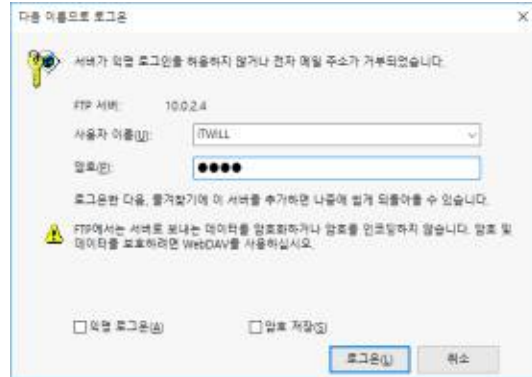 다음 이름으로 로그온
서버가 익명 로그인을 허용하지 않거나 전자 메일 주소가 거부되었습니다.
FTP 서버: 10.0.2.4
사용자 이름(U): ITWILL
암호(P): ●●●●
로그온한 다음, 즐겨찾기에 이 서버를 추가하면 나중에 쉽게 되돌아올 수 있습니다.
FTP에서는 서버로 보내는 데이터를 암호화하거나 암호를 인코딩하지 않습니다. 암호 및
데이터를 보호하려면 WebDAV를 사용하십시오.
익명 로그온(A) 암호 저장(S)
로그온(L) 취소